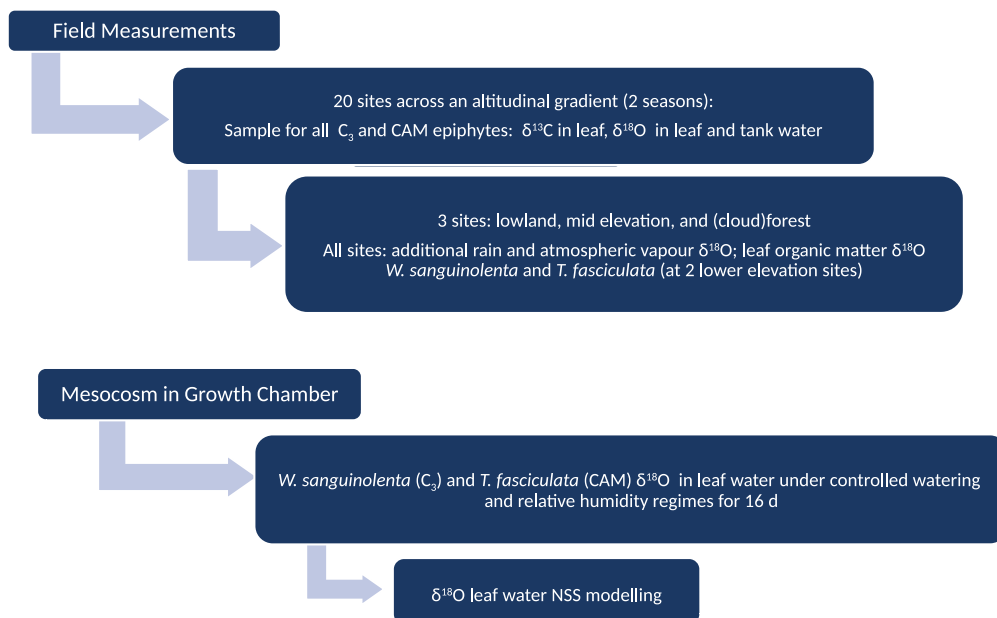 Field Measurements
20 sites across an altitudinal gradient (2 seasons):
Sample for all C₃ and CAM epiphytes: δ¹³C in leaf, δ¹⁸O in leaf and tank water
3 sites: lowland, mid elevation, and (cloud)forest
All sites: additional rain and atmospheric vapour δ¹⁸O; leaf organic matter δ¹⁸O
W. sanguinolenta and T. fasciculata (at 2 lower elevation sites)
Mesocosm in Growth Chamber
W. sanguinolenta (C₃) and T. fasciculata (CAM) δ¹⁸O in leaf water under controlled watering
and relative humidity regimes for 16 d
δ¹⁸O leaf water NSS modelling